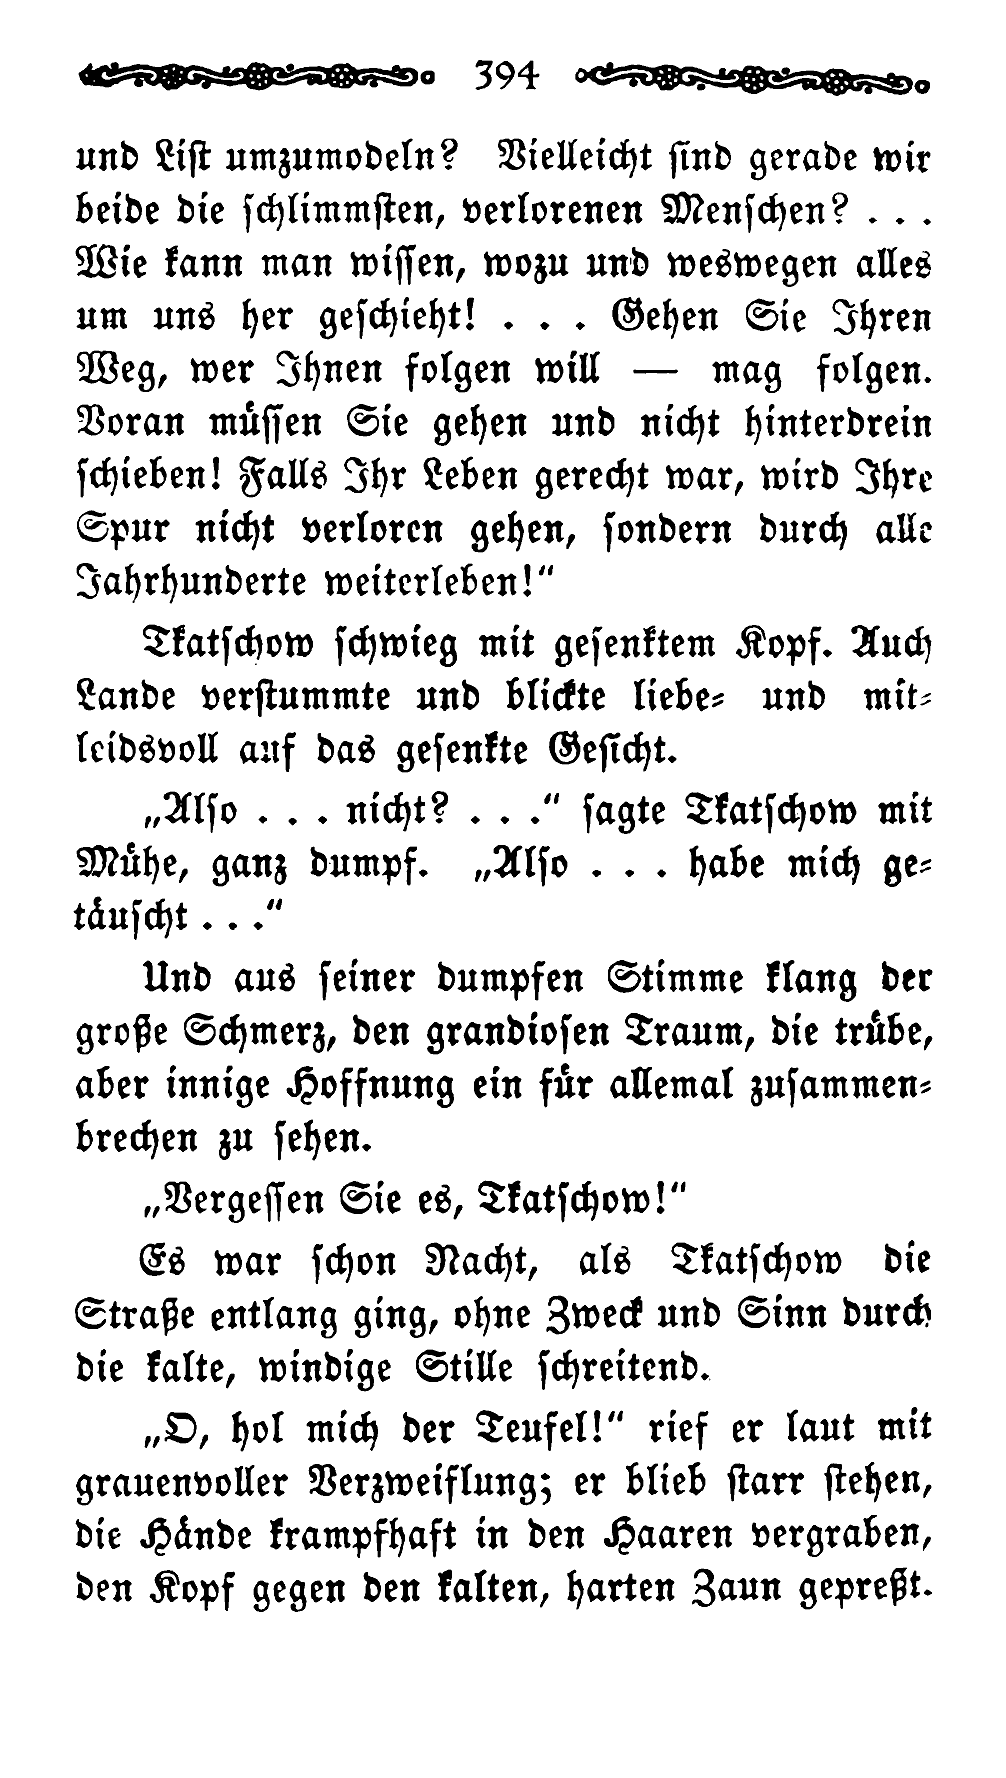 394
und List umzumodeln? Vielleicht sind gerade wir
beide die schlimmsten, verlorenen Menschen? . . .
Wie kann man wissen, wozu und weswegen alles
um uns her geschieht! . . . Gehen Sie Ihren
Weg, wer Ihnen folgen will — mag folgen.
Voran müssen Sie gehen und nicht hinterdrein
schieben! Falls Ihr Leben gerecht war, wird Ihre
Spur nicht verloren gehen, sondern durch alle
Jahrhunderte weiterleben!“
Tkatschow schwieg mit gesenktem Kopf. Auch
Lande verstummte und blickte liebe- und mit-
leidsvoll auf das gesenkte Gesicht.
„Also . . . nicht? . . .“ sagte Tkatschow mit
Mühe, ganz dumpf. „Also . . . habe mich ge-
täuscht . . .“
Und aus seiner dumpfen Stimme klang der
große Schmerz, den grandiosen Traum, die trübe,
aber innige Hoffnung ein für allemal zusammen-
brechen zu sehen.
„Vergessen Sie es, Tkatschow!“
Es war schon Nacht, als Tkatschow die
Straße entlang ging, ohne Zweck und Sinn durch
die kalte, windige Stille schreitend.
„O, hol mich der Teufel!“ rief er laut mit
grauenvoller Verzweiflung; er blieb starr stehen,
die Hände krampfhaft in den Haaren vergraben,
den Kopf gegen den kalten, harten Zaun gepreßt.